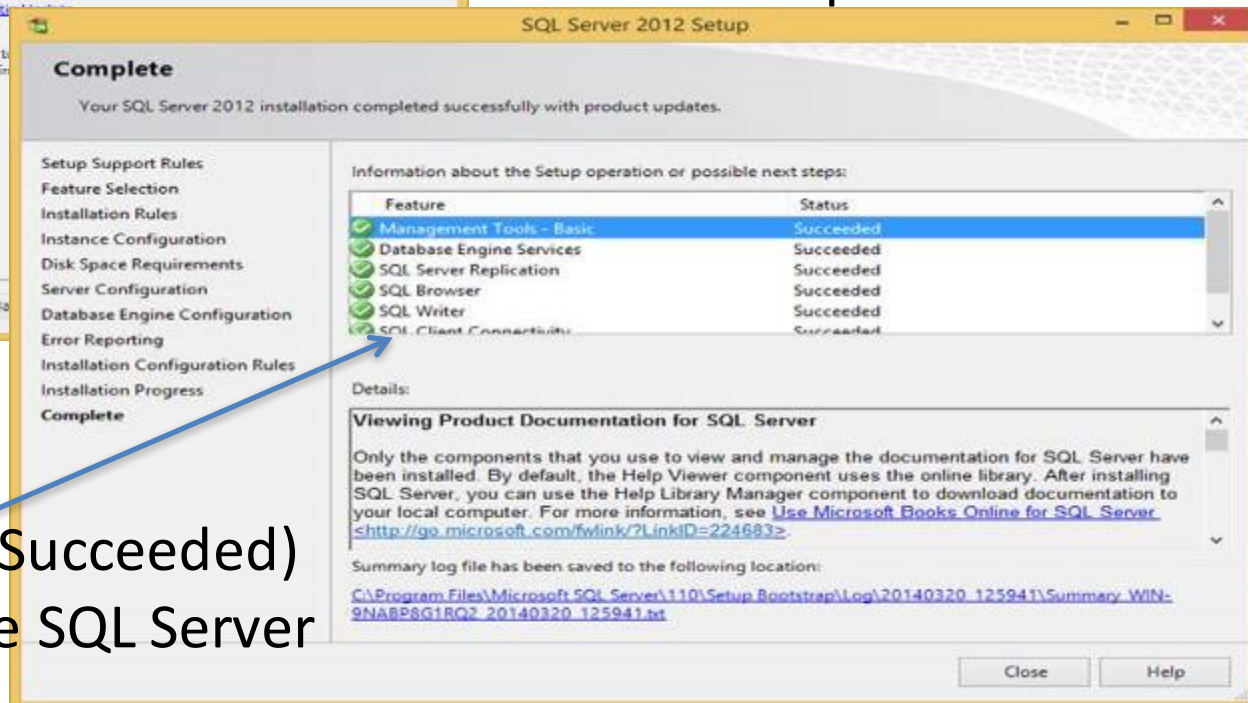 SQL Server 2012 Setup
Complete
Your SQL Server 2012 installation completed successfully with product updates.
Setup Support Rules
Feature Selection
Installation Rules
Instance Configuration
Disk Space Requirements
Server Configuration
Database Engine Configuration
Error Reporting
Installation Configuration Rules
Installation Progress
Complete
Information about the Setup operation or possible next steps:
Feature Status
Management Tools - Basic Succeeded
Database Engine Services Succeeded
SQL Server Replication Succeeded
SQL Browser Succeeded
SQL Writer Succeeded
SQL Client Connectivity Succeeded
Details:
Viewing Product Documentation for SQL Server
Only the components that you use to view and manage the documentation for SQL Server have
been installed. By default, the Help Viewer component uses the online library. After installing
SQL Server, you can use the Help Library Manager component to download documentation to
your local computer. For more information, see Use Microsoft Books Online for SQL Server
<http://go.microsoft.com/fwlink/?LinkID=224683>.
Summary log file has been saved to the following location:
C:\Program Files\Microsoft SQL Server\110\Setup Bootstrap\Log\20140320_125941\Summary_WIN-
9NABP8G1RQ2_20140320_125941.txt
Close Help
Succeeded)
e SQL Server